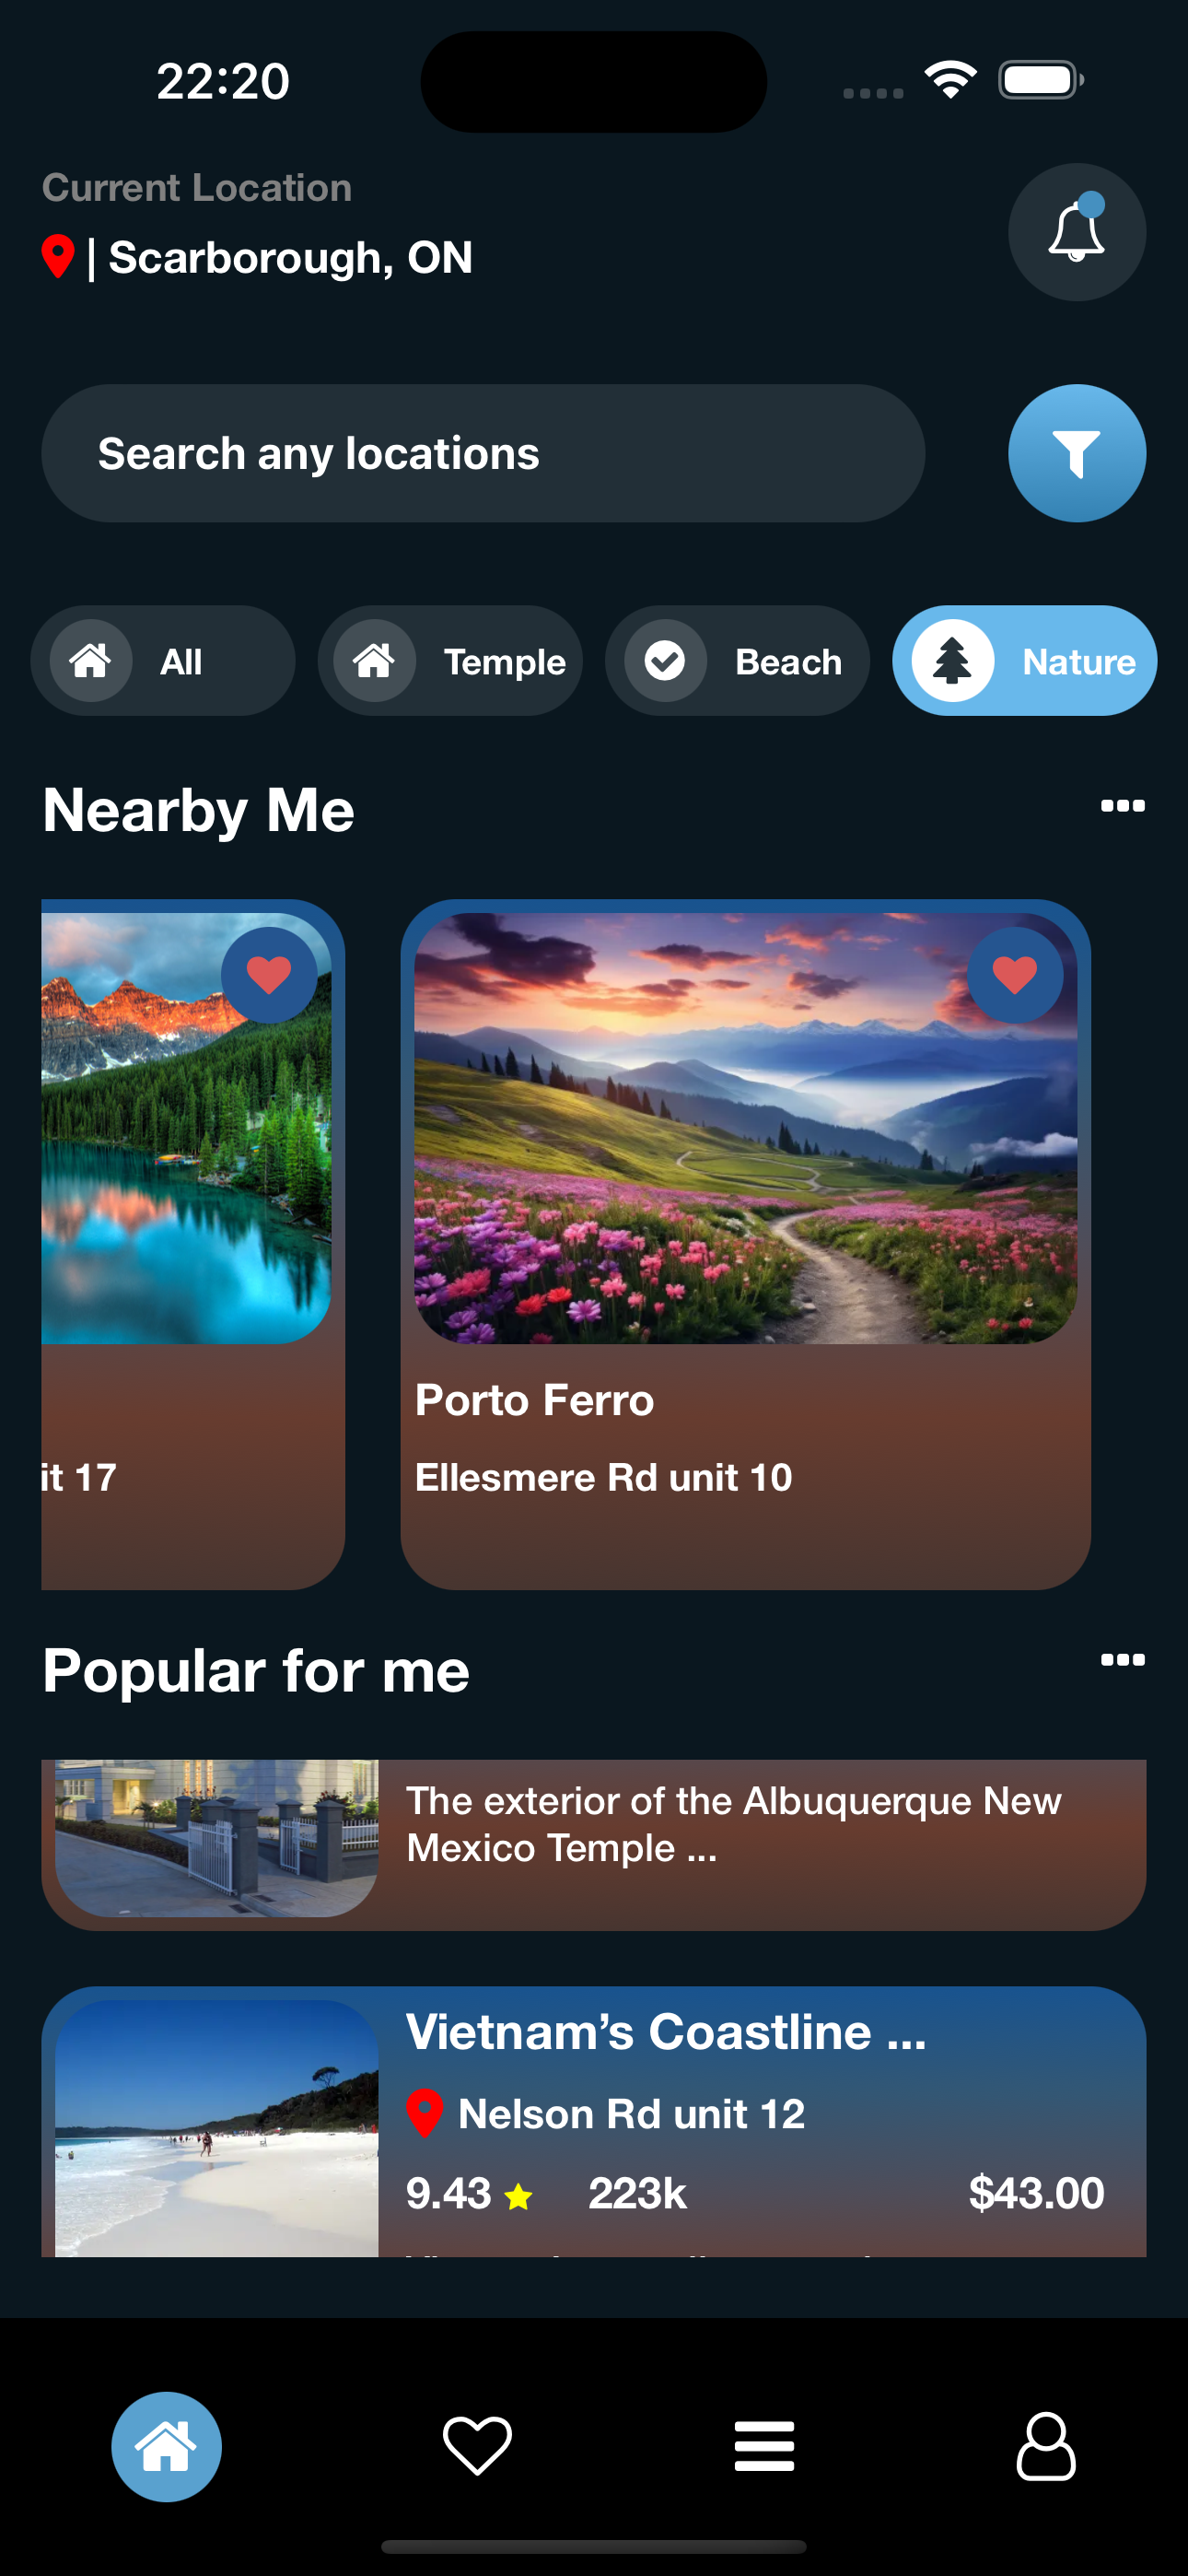 22:20
Current Location
| Scarborough, ON
Search any locations
All
Temple
Beach
Nature
Nearby Me
it 17
Porto Ferro
Ellesmere Rd unit 10
Popular for me
The exterior of the Albuquerque New
Mexico Temple ...
Vietnam’s Coastline ...
Nelson Rd unit 12
9.43 223k $43.00